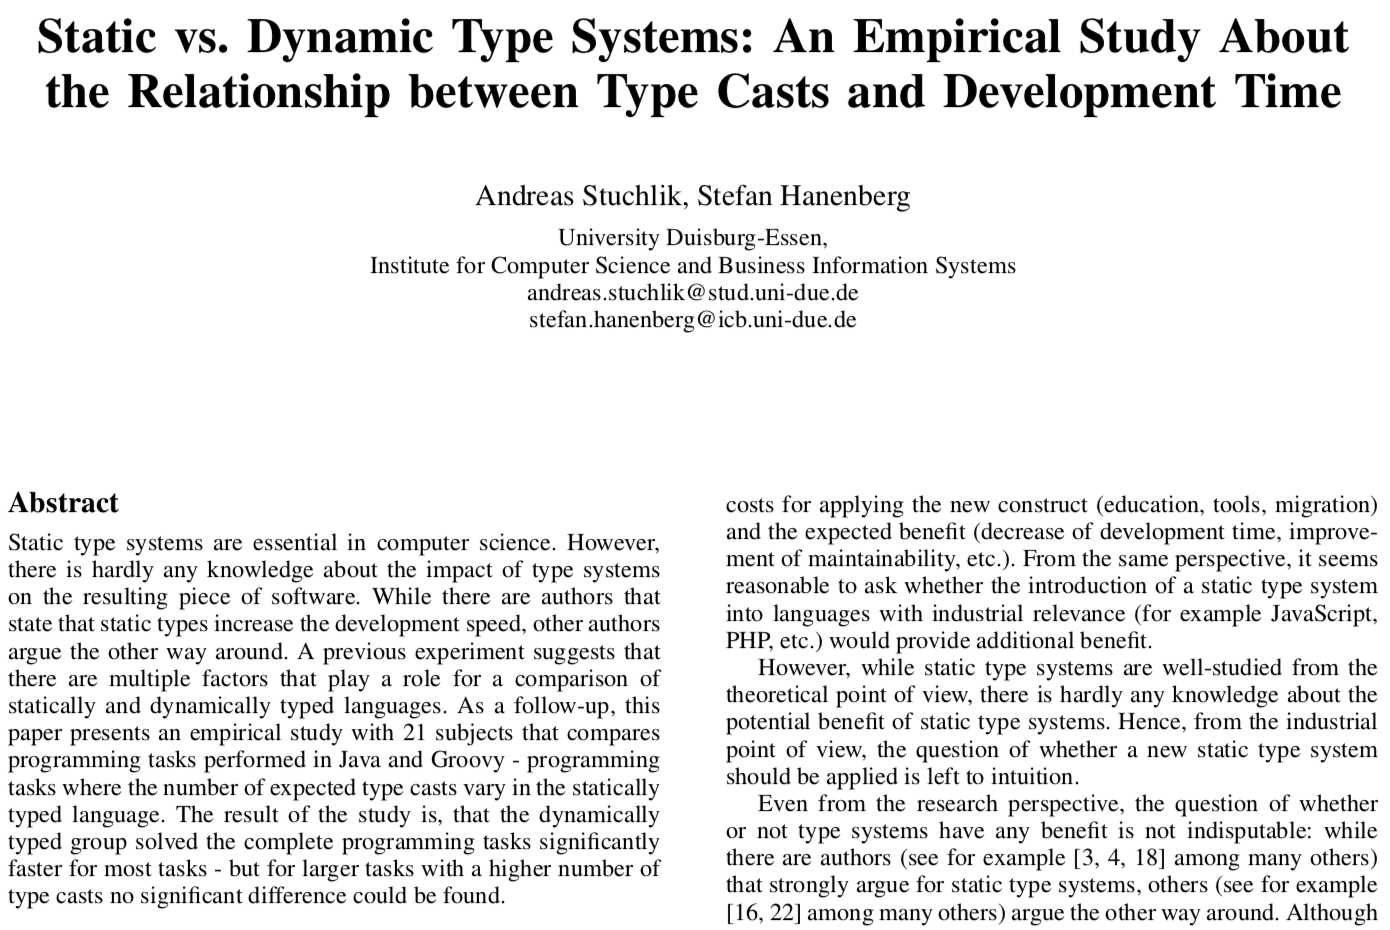 Static vs. Dynamic Type Systems: An Empirical Study About
the Relationship between Type Casts and Development Time
Andreas Stuchlik, Stefan Hanenberg
University Duisburg-Essen,
Institute for Computer Science and Business Information Systems
andreas.stuchlik@stud.uni-due.de
stefan.hanenberg@icb.uni-due.de
Abstract
Static type systems are essential in computer science. However,
there is hardly any knowledge about the impact of type systems
on the resulting piece of software. While there are authors that
state that static types increase the development speed, other authors
argue the other way around. A previous experiment suggests that
there are multiple factors that play a role for a comparison of
statically and dynamically typed languages. As a follow-up, this
paper presents an empirical study with 21 subjects that compares
programming tasks performed in Java and Groovy - programming
tasks where the number of expected type casts vary in the statically
typed language. The result of the study is, that the dynamically
typed group solved the complete programming tasks significantly
faster for most tasks - but for larger tasks with a higher number of
type casts no significant difference could be found.
costs for applying the new construct (education, tools, migration)
and the expected benefit (decrease of development time, improve-
ment of maintainability, etc.). From the same perspective, it seems
reasonable to ask whether the introduction of a static type system
into languages with industrial relevance (for example JavaScript,
PHP, etc.) would provide additional benefit.
However, while static type systems are well-studied from the
theoretical point of view, there is hardly any knowledge about the
potential benefit of static type systems. Hence, from the industrial
point of view, the question of whether a new static type system
should be applied is left to intuition.
Even from the research perspective, the question of whether
or not type systems have any benefit is not indisputable: while
there are authors (see for example [3, 4, 18] among many others)
that strongly argue for static type systems, others (see for example
[16, 22] among many others) argue the other way around. Although